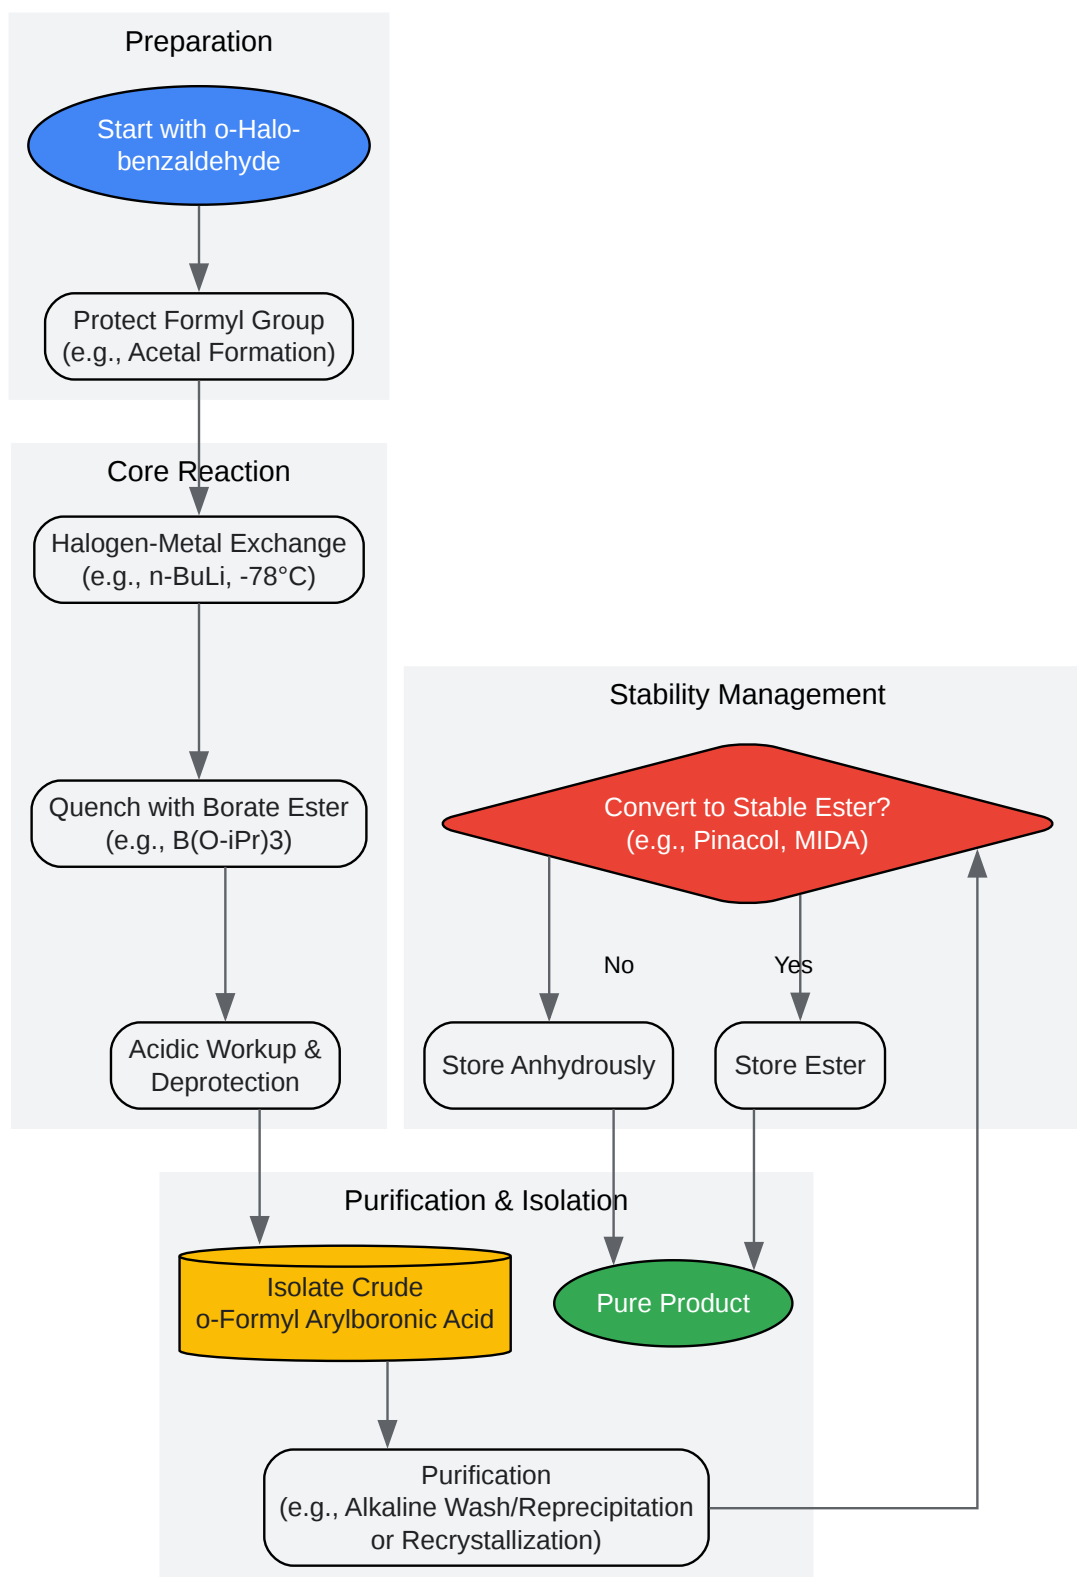 Preparation
Start with o-Halo-
benzaldehyde
Protect Formyl Group
(e.g., Acetal Formation)
Core Reaction
Halogen-Metal Exchange
(e.g., n-BuLi, -78°C)
Quench with Borate Ester
(e.g., B(O-iPr)3)
Acidic Workup &
Deprotection
Stability Management
Convert to Stable Ester?
(e.g., Pinacol, MIDA)
No
Yes
Store Anhydrously
Store Ester
Purification & Isolation
Isolate Crude
o-Formyl Arylboronic Acid
Pure Product
Purification
(e.g., Alkaline Wash/Reprecipitation
or Recrystallization)